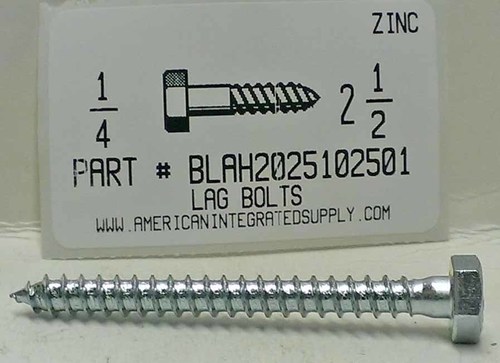 ZINC
1/4 2 1/2
PART # BLAH2025102501
LAG BOLTS
WWW.AMERICANINTEGRATEDSUPPLY.COM